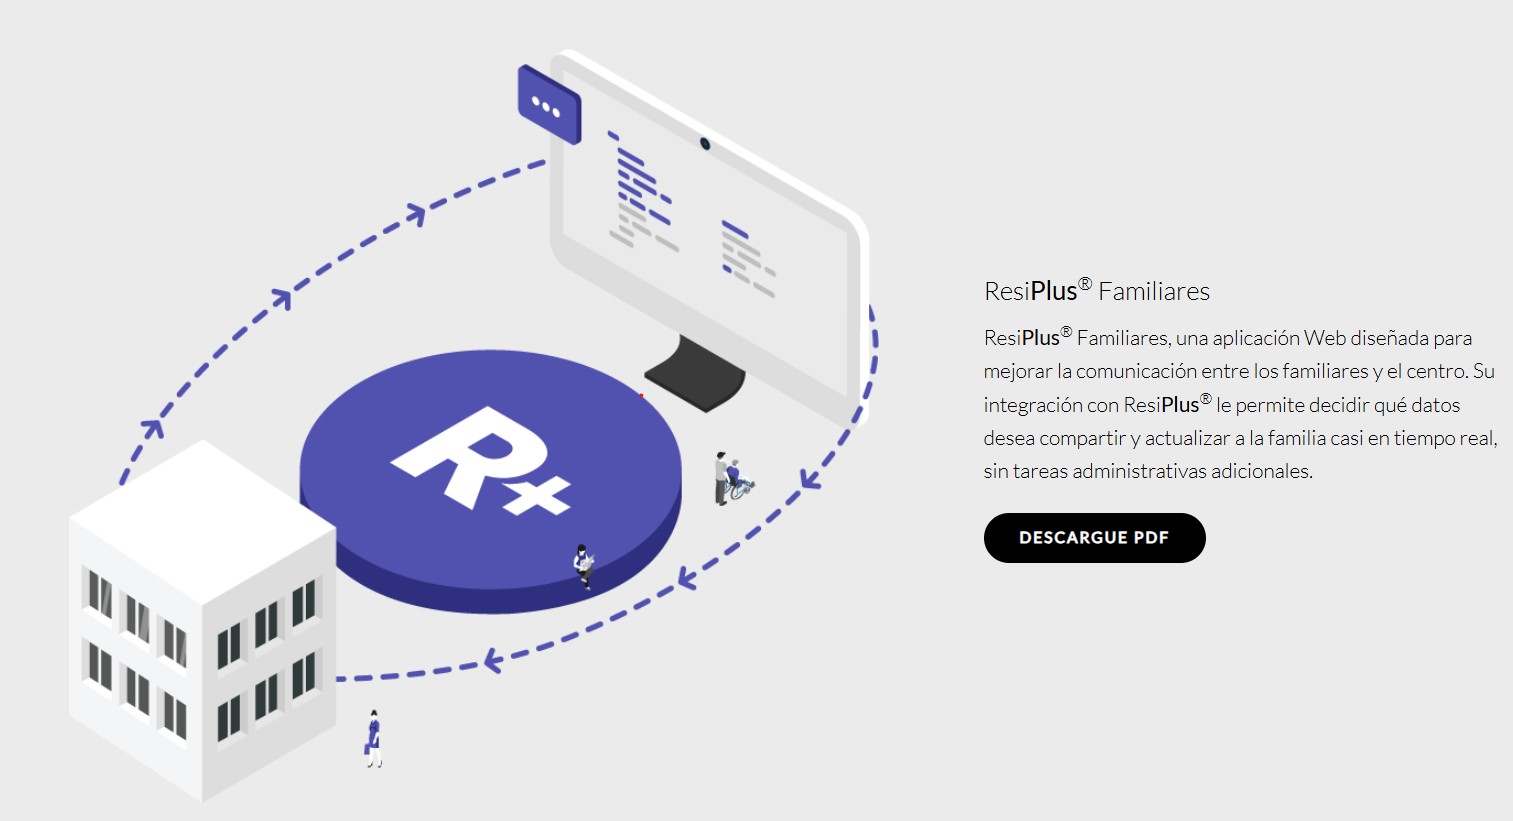 R+
ResiPlus® Familiares
ResiPlus® Familiares, una aplicación Web diseñada para
mejorar la comunicación entre los familiares y el centro. Su
integración con ResiPlus® le permite decidir qué datos
desea compartir y actualizar a la familia casi en tiempo real,
sin tareas administrativas adicionales.
DESCARGUE PDF